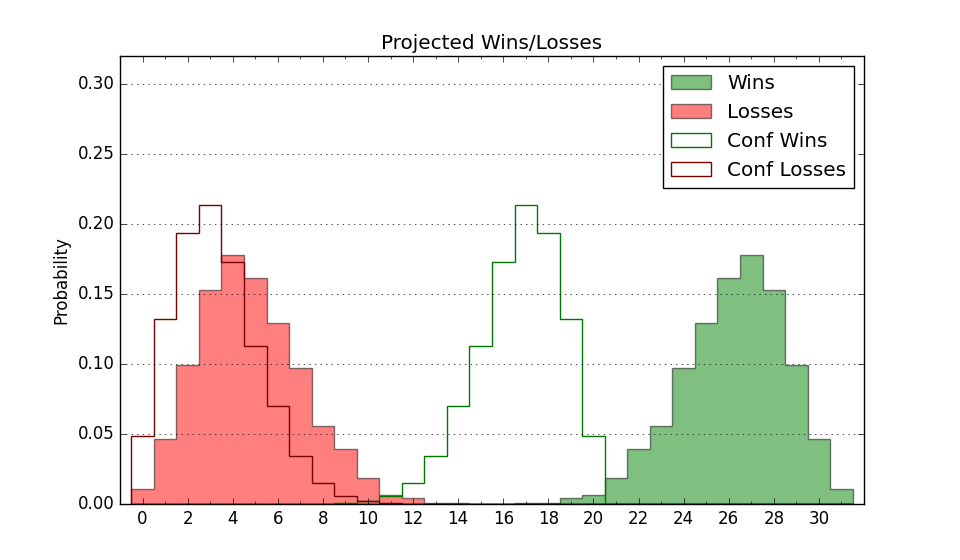 Projected Wins/Losses
Probability
0.30
0.25
0.20
0.15
0.10
0.05
0.00
0 2 4 6 8 10 12 14 16 18 20 22 24 26 28 30
Wins
Losses
Conf Wins
Conf Losses